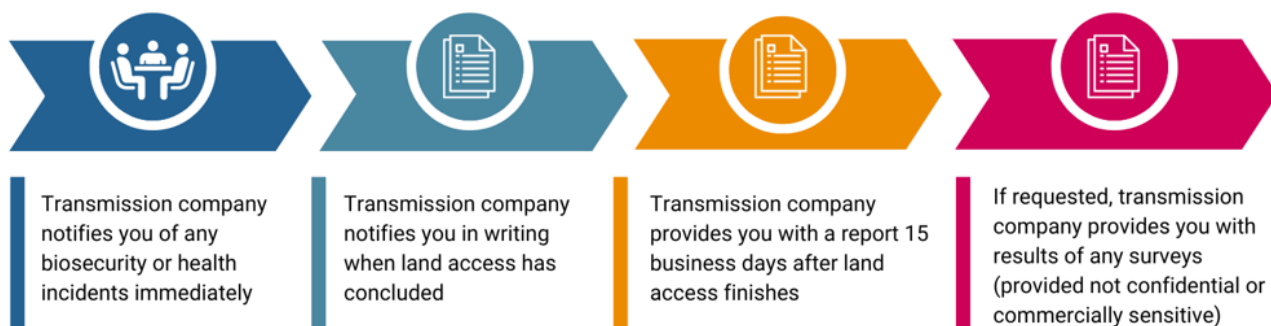 Transmission company
notifies you of any
biosecurity or health
incidents immediately
Transmission company
notifies you in writing
when land access has
concluded
Transmission company
provides you with a report 15
business days after land
access finishes
If requested, transmission
company provides you with
results of any surveys
(provided not confidential or
commercially sensitive)